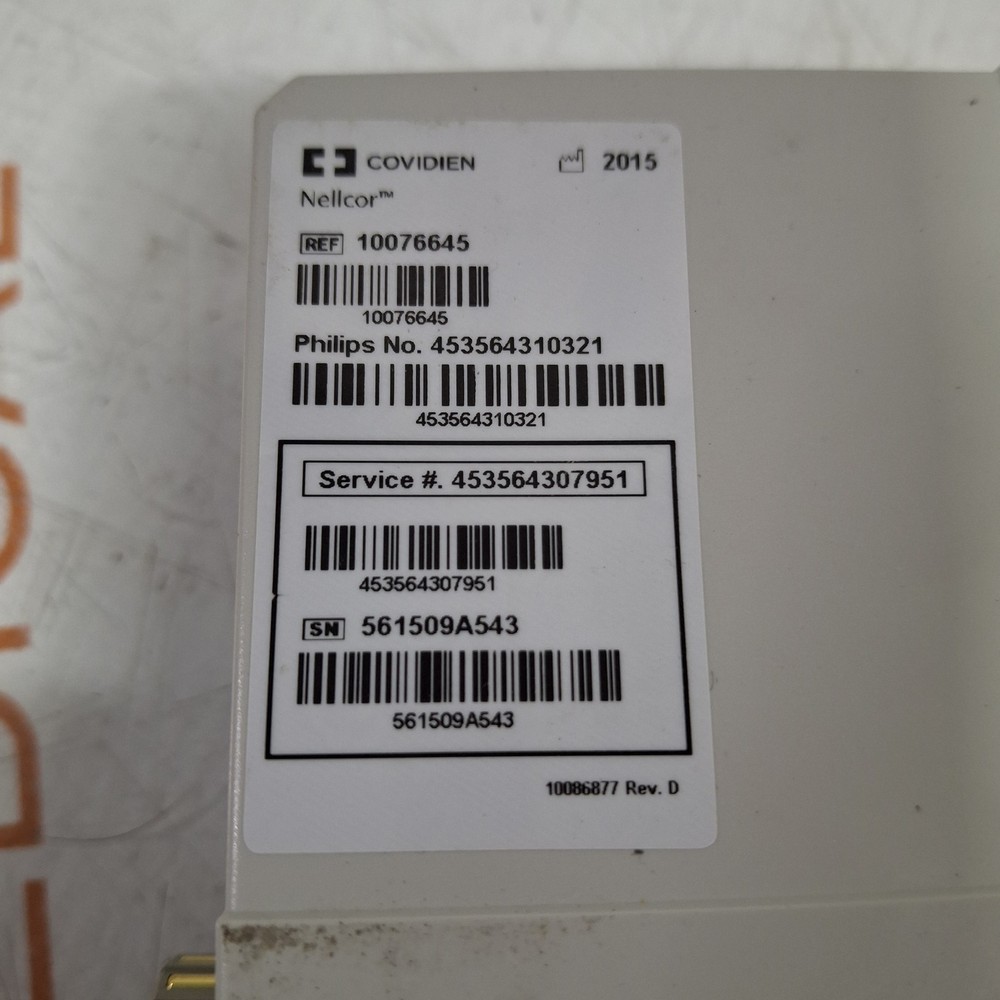 COVIDIEN
2015
Nellcor™
REF 10076645
10076645
Philips No. 453564310321
453564310321
Service #. 453564307951
453564307951
SN 561509A543
561509A543
10086877 Rev. D